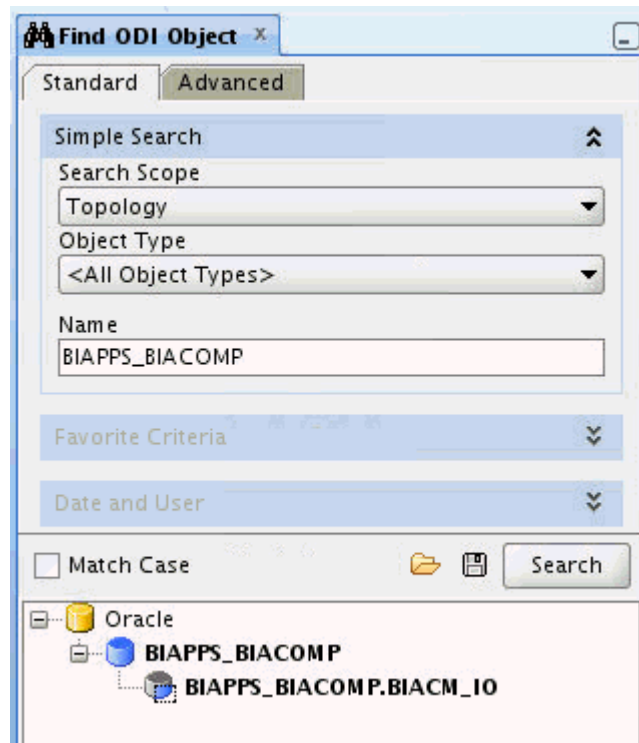 Find ODI Object x
Standard Advanced
Simple Search
Search Scope
Topology
Object Type
<All Object Types>
Name
BIAPPS_BIACOMP
Favorite Criteria
Date and User
Match Case Search
Oracle
BIAPPS_BIACOMP
BIAPPS_BIACOMP.BIACM_IO